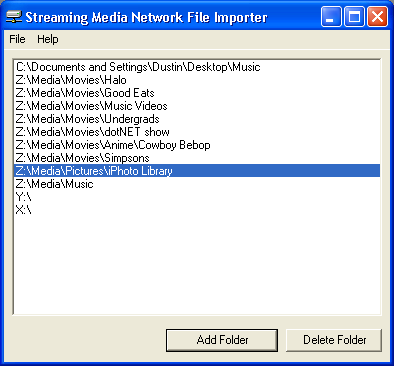 Streaming Media Network File Importer
File Help
C:\Documents and Settings\Dustin\Desktop\Music
Z:\Media\Movies\Halo
Z:\Media\Movies\Good Eats
Z:\Media\Movies\Music Videos
Z:\Media\Movies\Undergrads
Z:\Media\Movies\dotNET show
Z:\Media\Movies\Anime\Cowboy Bebop
Z:\Media\Movies\Simpsons
Z:\Media\Pictures\iPhoto Library
Z:\Media\Music
Y:\
X:\
Add Folder Delete Folder